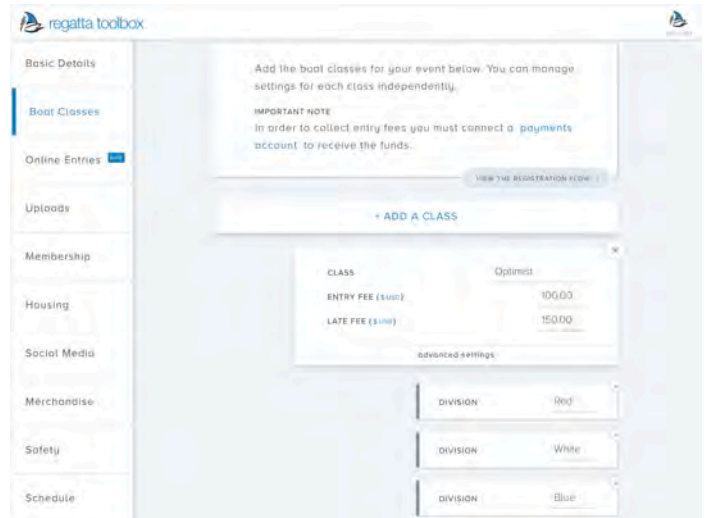 regatta toolbox
Basic Details
Boat Classes
Online Entries
Uploads
Membership
Housing
Social Media
Merchandise
Safety
Schedule
Add the boat classes for your event below. You can manage
settings for each class independently.
IMPORTANT NOTE
In order to collect entry fees you must connect a payments
account to receive the funds.
VIEW THE REGISTRATION FLOW
+ ADD A CLASS
CLASS Optimist
ENTRY FEE ($USD) 100.00
LATE FEE ($USD) 150.00
advanced settings
DIVISION Red
DIVISION White
DIVISION Blue